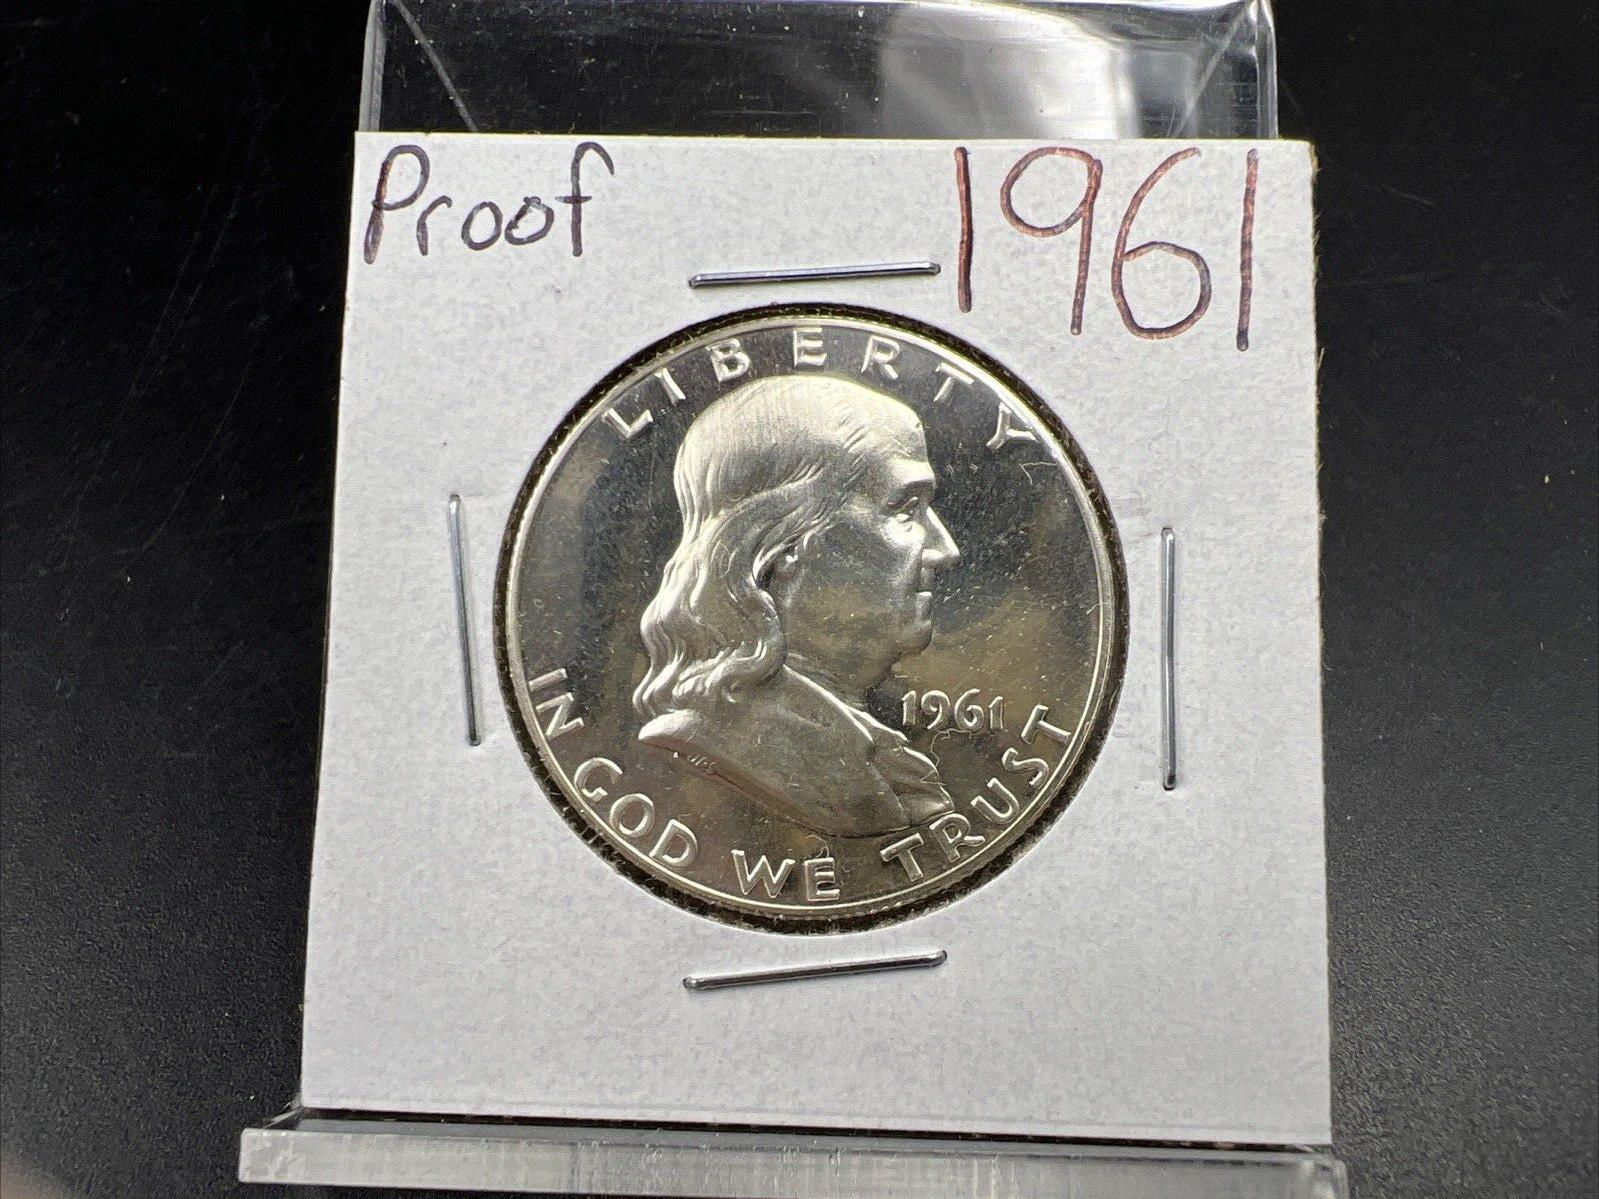 Proof
1961
LIBERTY
1961
IN GOD WE TRUST